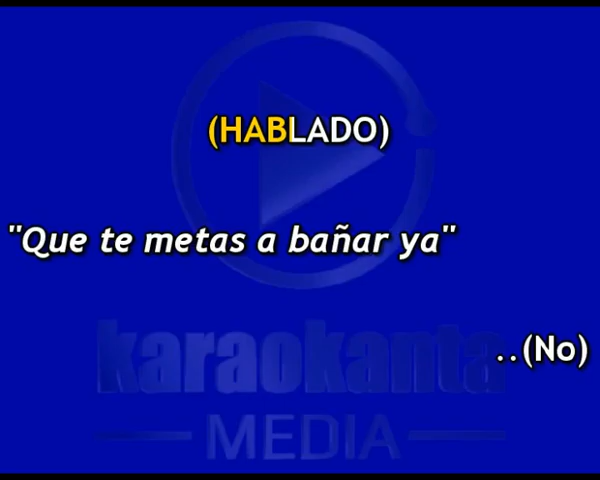 (HABLADO)
"Que te metas a bañar ya"
..(No)
karaokanta
MEDIA